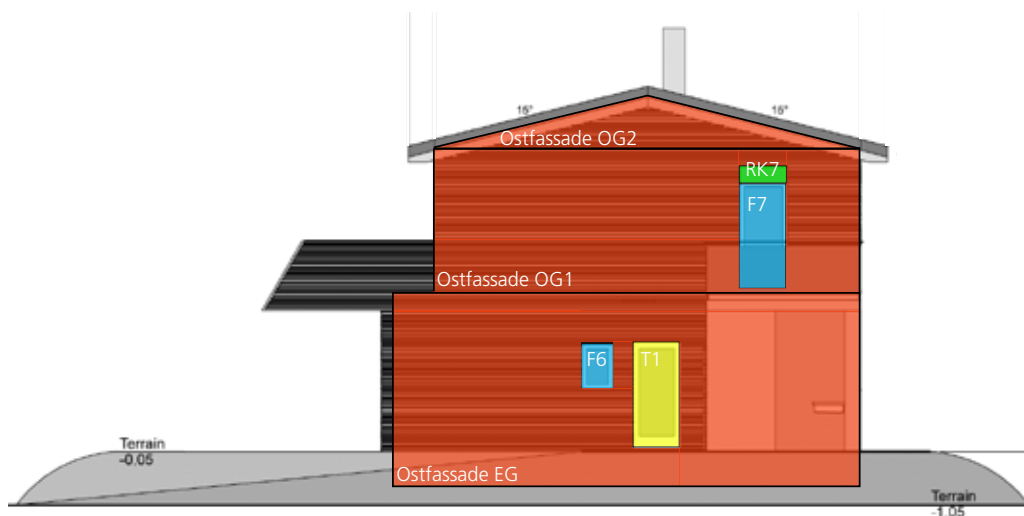 15° 15°
Ostfassade OG2
RK7
F7
Ostfassade OG1
F6 T1
Terrain
-0.05
Ostfassade EG
Terrain
-1.05